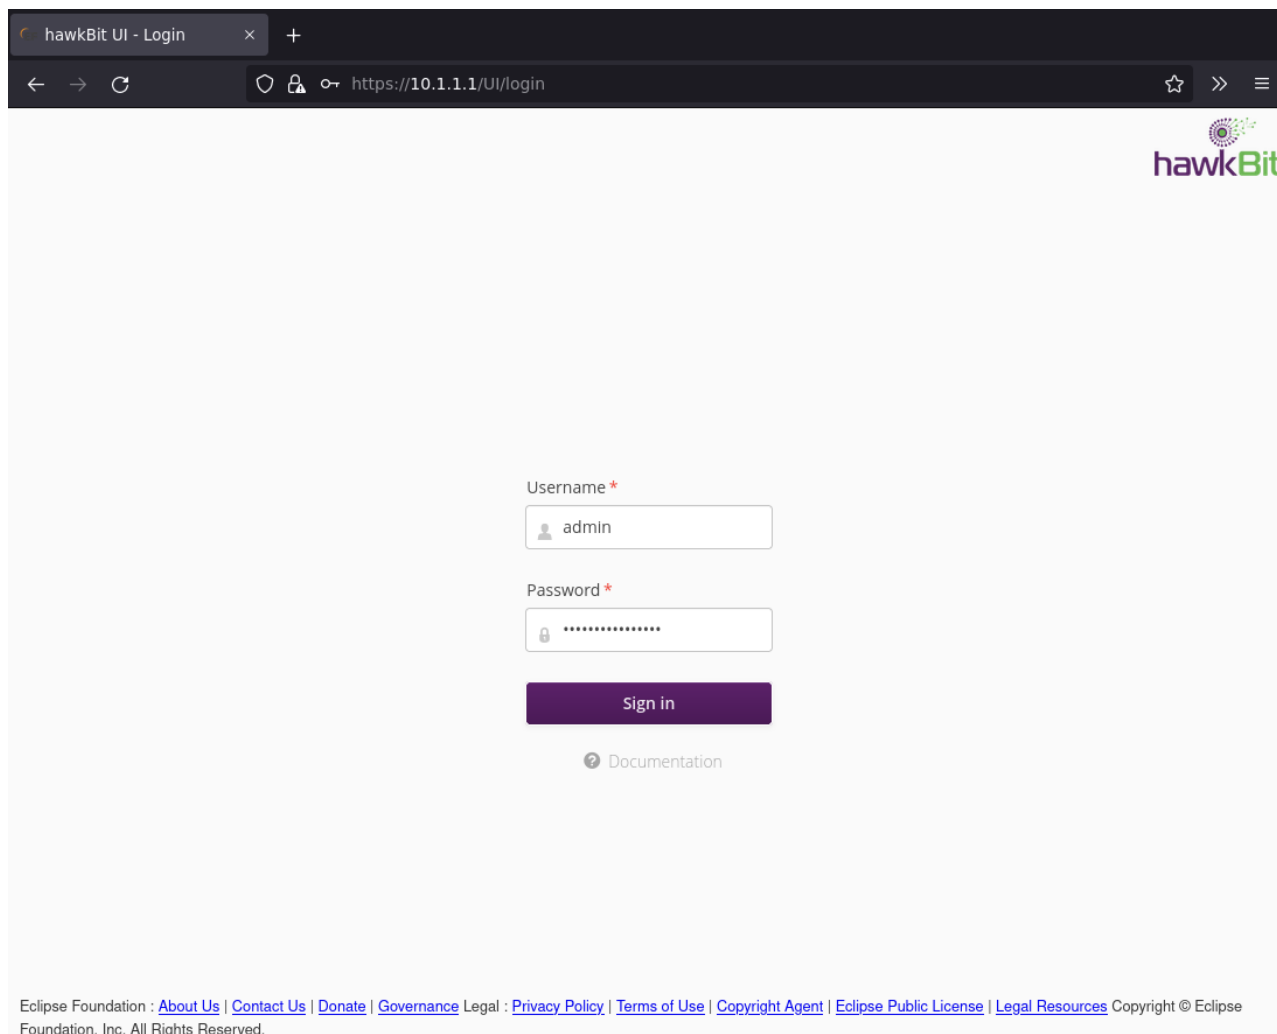 hawkBit UI - Login
https://10.1.1.1/UI/login
hawkBit
Username *
admin
Password *
••••••••••••••••
Sign in
Documentation
Eclipse Foundation : About Us | Contact Us | Donate | Governance Legal : Privacy Policy | Terms of Use | Copyright Agent | Eclipse Public License | Legal Resources Copyright © Eclipse
Foundation, Inc. All Rights Reserved.